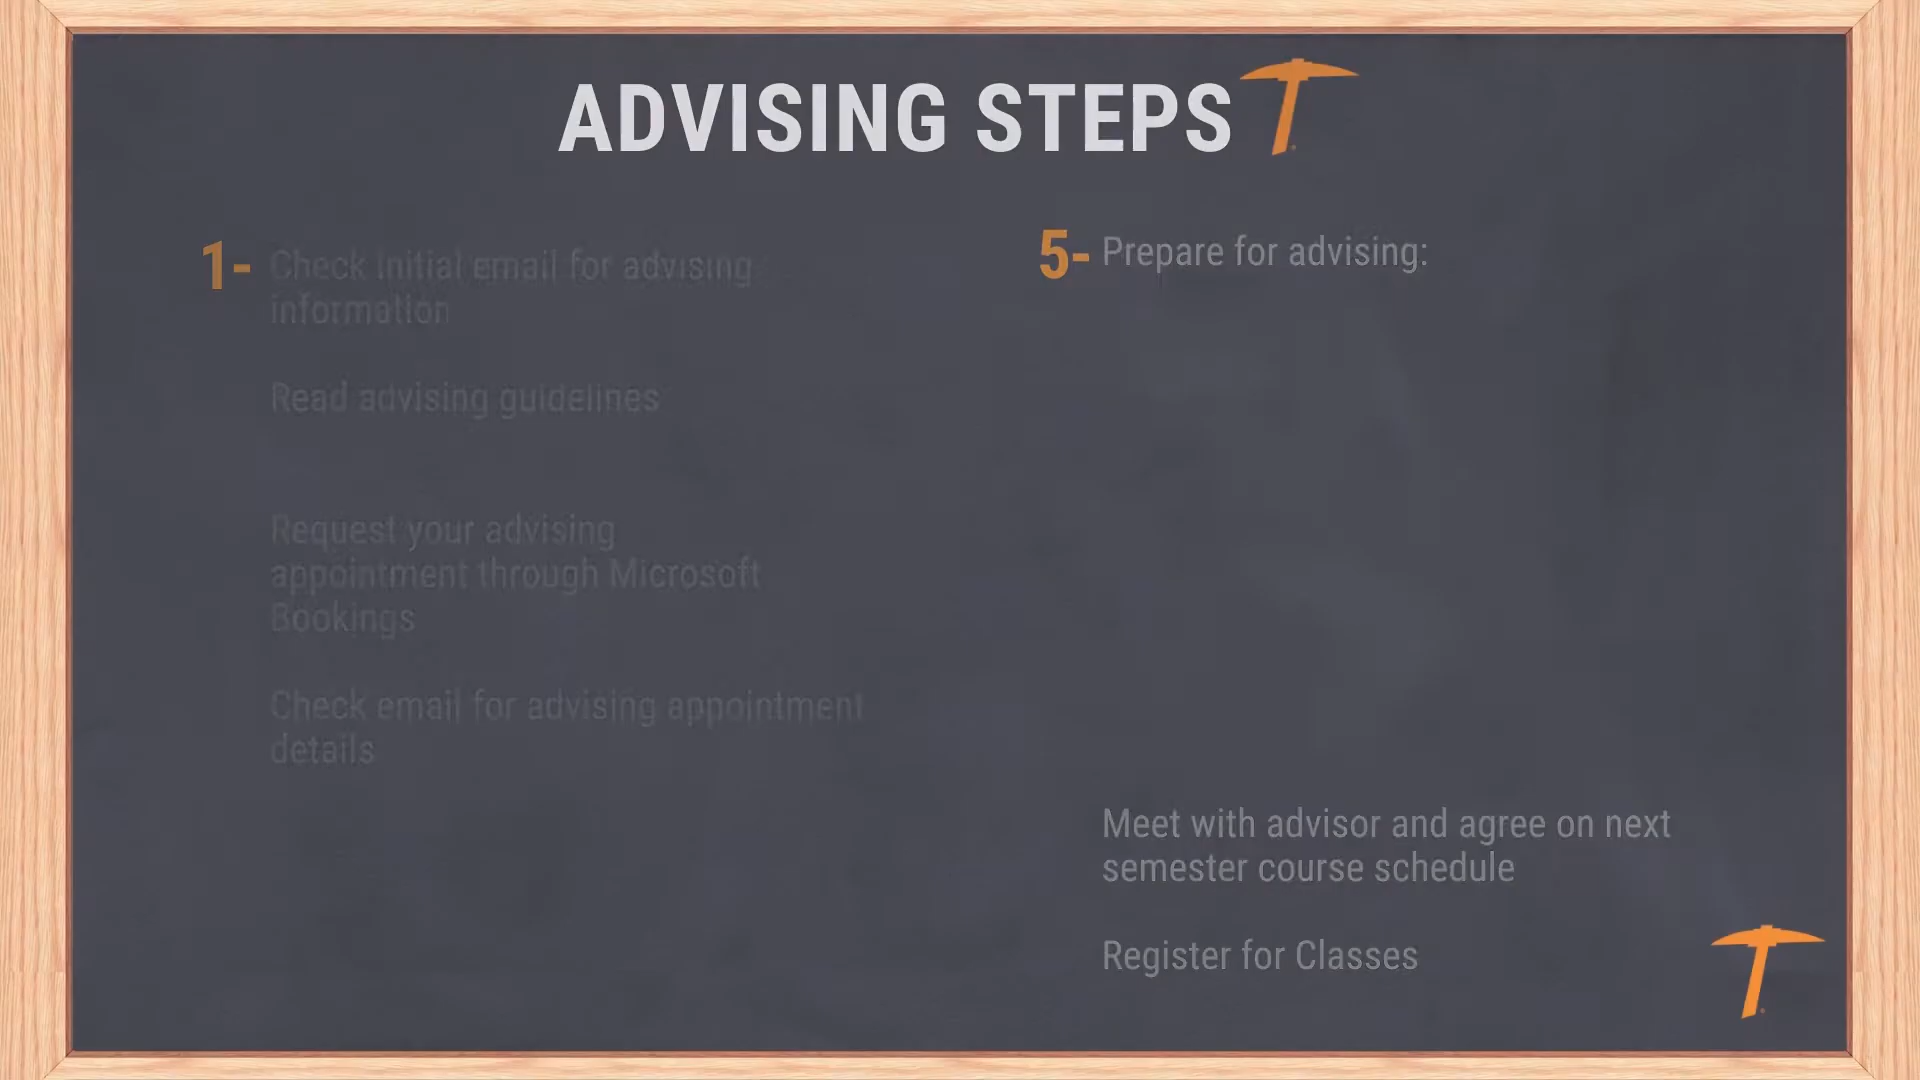 ADVISING STEPS
1- Check initial email for advising
information
Read advising guidelines
Request your advising
appointment through Microsoft
Bookings
Check email for advising appointment
details
5- Prepare for advising:
Meet with advisor and agree on next
semester course schedule
Register for Classes